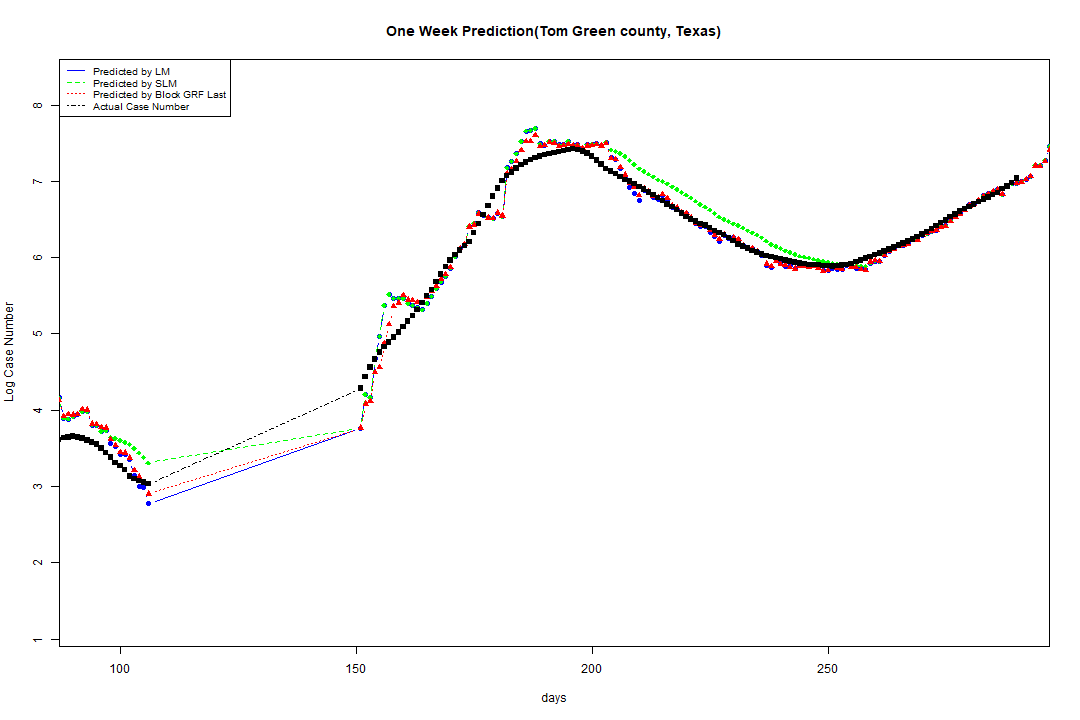 One Week Prediction(Tom Green county, Texas)
Predicted by LM
Predicted by SLM
Predicted by Block GRF Last
Actual Case Number
8
7
6
5
4
3
2
1
Log Case Number
100 150 200 250
days